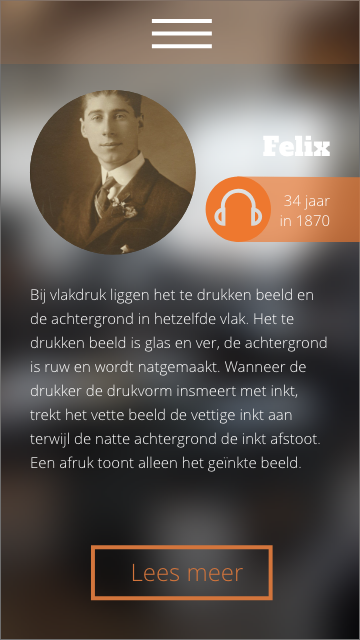 Felix
34 jaar
in 1870
Bij vlakdruk liggen het te drukken beeld en
de achtergrond in hetzelfde vlak. Het te
drukken beeld is glas en ver, de achtergrond
is ruw en wordt natgemaakt. Wanneer de
drukker de drukvorm insmeert met inkt,
trekt het vette beeld de vettige inkt aan
terwijl de natte achtergrond de inkt afstoot.
Een afruk toont alleen het geïnkte beeld.
Lees meer